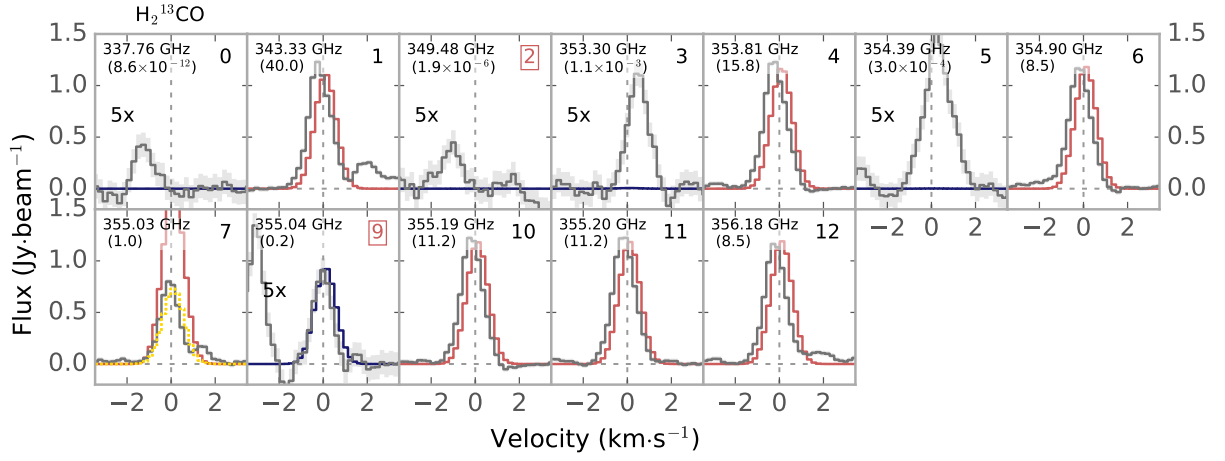 H₂¹³CO
337.76 GHz 0
(8.6×10⁻¹²)
5x
343.33 GHz 1
(40.0)
349.48 GHz 2
(1.9×10⁻⁶)
5x
353.30 GHz 3
(1.1×10⁻³)
5x
353.81 GHz 4
(15.8)
354.39 GHz 5
(3.0×10⁻⁴)
5x
354.90 GHz 6
(8.5)
1.5
1.0
0.5
0.0
1.5
1.0
0.5
0.0
355.03 GHz 7
(1.0)
355.04 GHz 9
(0.2)
5x
355.19 GHz 10
(11.2)
355.20 GHz 11
(11.2)
356.18 GHz 12
(8.5)
1.5
1.0
0.5
0.0
−2 0 2
−2 0 2
−2 0 2
−2 0 2
−2 0 2
−2 0 2
−2 0 2
Flux (Jy·beam⁻¹)
Velocity (km·s⁻¹)